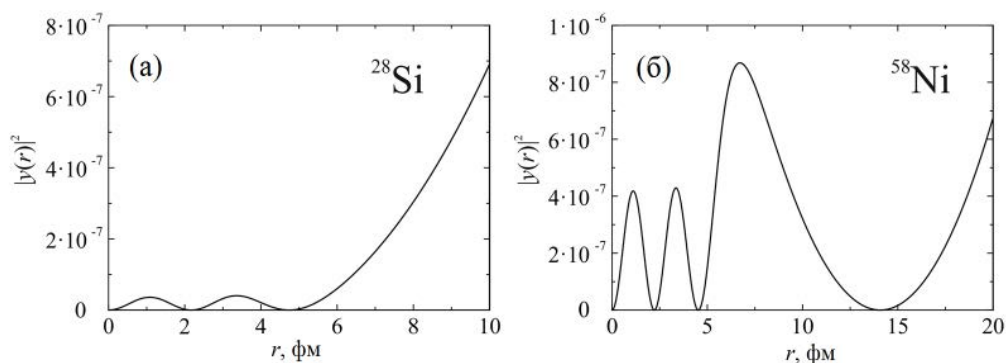 (а)
²⁸Si
|y(r)|²
8·10⁻⁷
6·10⁻⁷
4·10⁻⁷
2·10⁻⁷
0
0 2 4 6 8 10
r, фм
(б)
⁵⁸Ni
|y(r)|²
1·10⁻⁶
8·10⁻⁷
6·10⁻⁷
4·10⁻⁷
2·10⁻⁷
0
0 5 10 15 20
r, фм